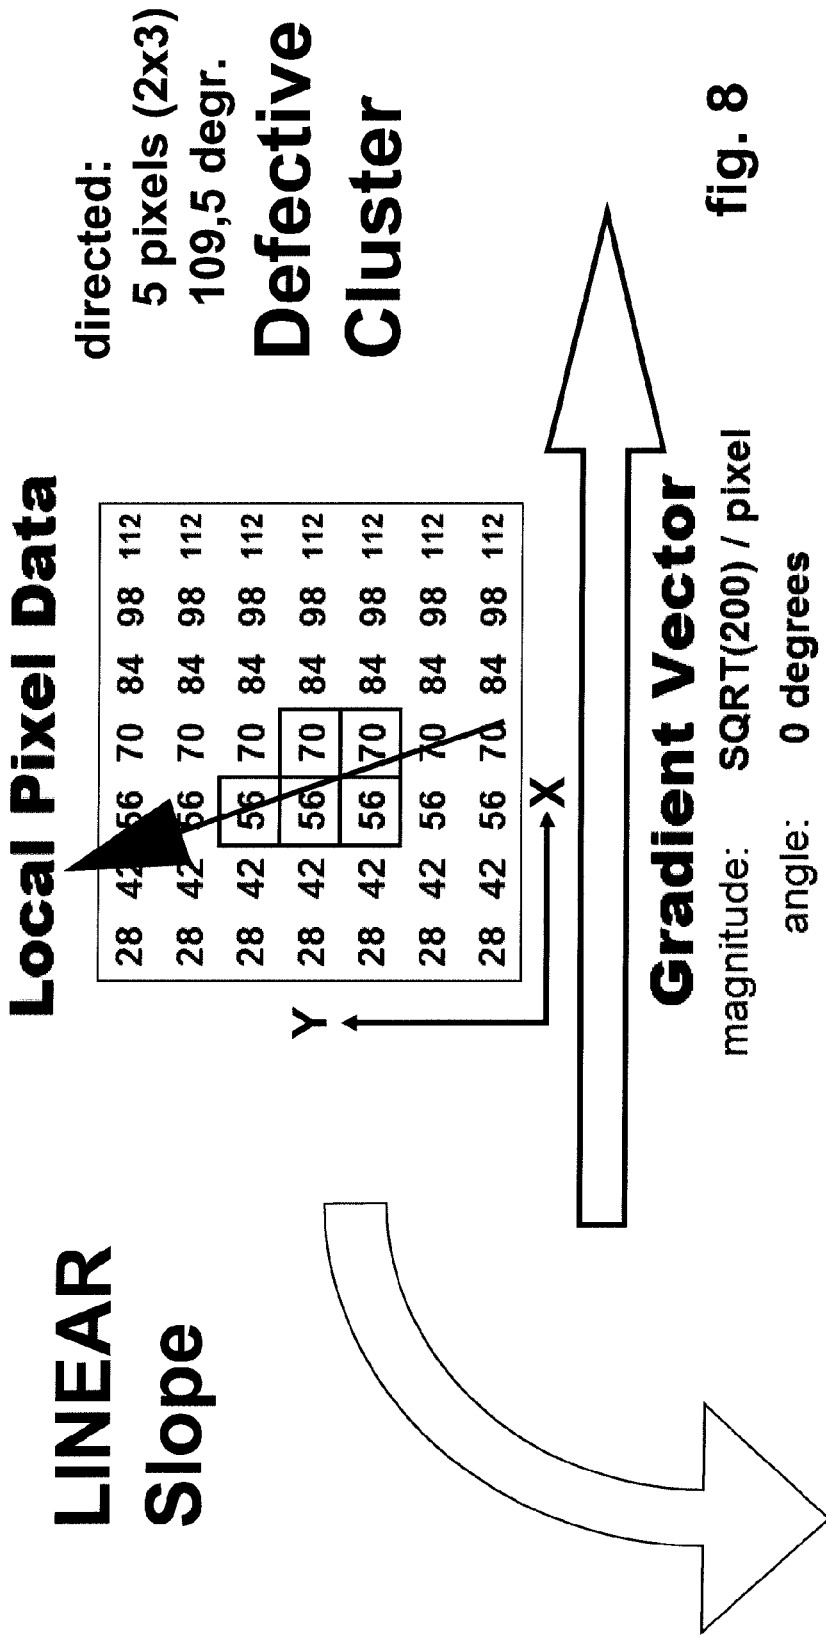 LINEAR
Slope
Local Pixel Data
28 42 56 70 84 98 112
28 42 56 70 84 98 112
28 42 56 70 84 98 112
28 42 56 70 84 98 112
28 42 56 70 84 98 112
28 42 56 70 84 98 112
28 42 56 70 84 98 112
Y
X
directed:
5 pixels (2x3)
109,5 degr.
Defective
Cluster
Gradient Vector
magnitude: SQRT(200) / pixel
angle: 0 degrees
fig. 8